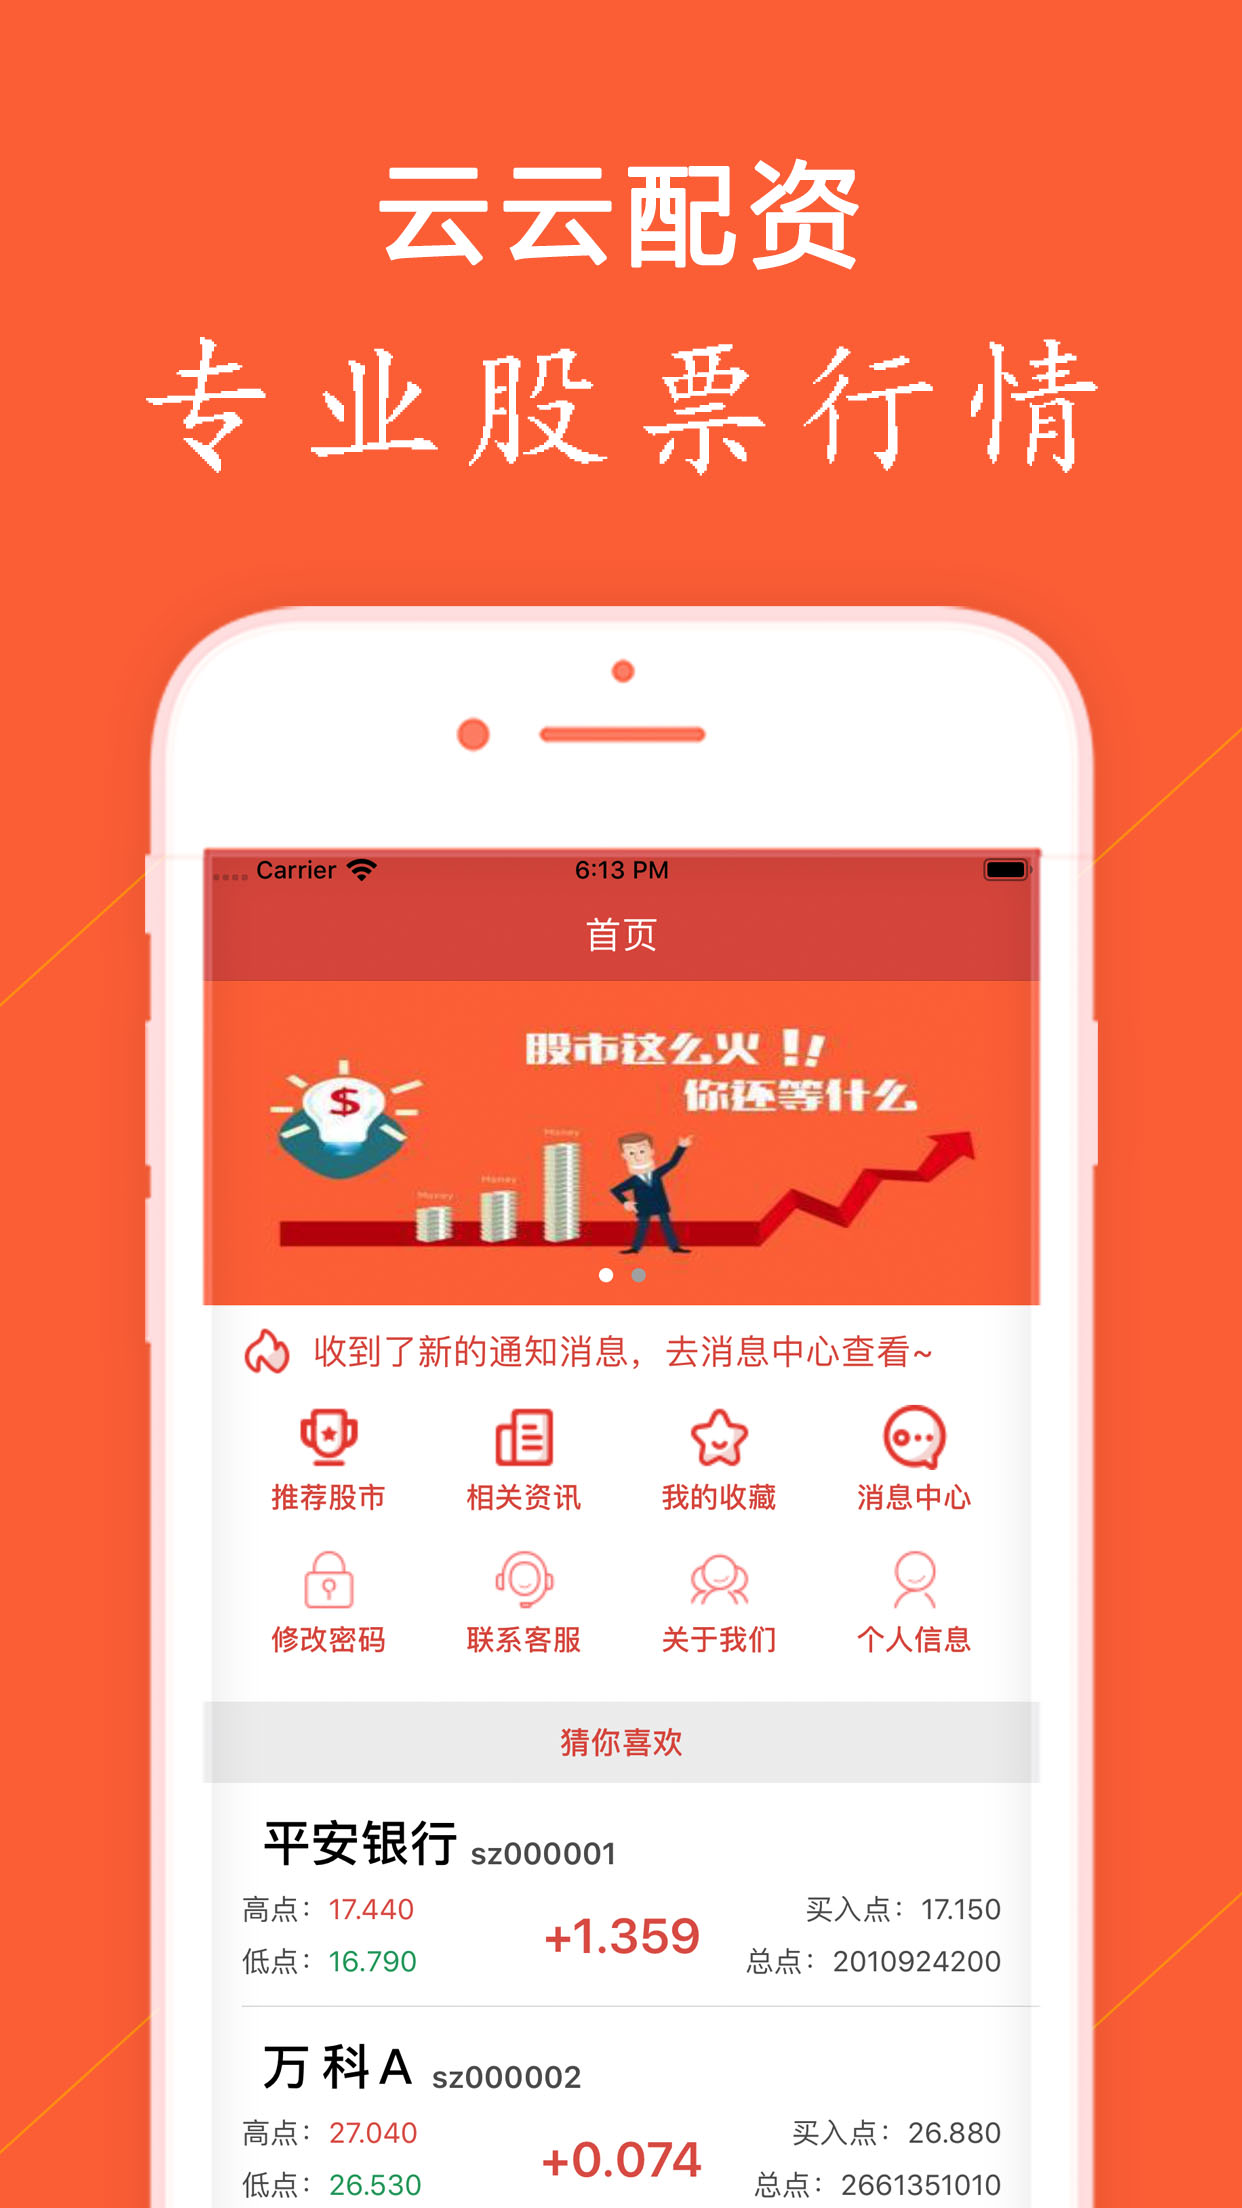 云云配资
专业股票行情
Carrier 6:13 PM
首页
股市这么火!!
你还等什么
$
Money Money Money
收到了新的通知消息，去消息中心查看~
推荐股市 相关资讯 我的收藏 消息中心
修改密码 联系客服 关于我们 个人信息
猜你喜欢
平安银行 sz000001
高点：17.440 +1.359 买入点：17.150
低点：16.790 总点：2010924200
万 科A sz000002
高点：27.040 +0.074 买入点：26.880
低点：26.530 总点：2661351010